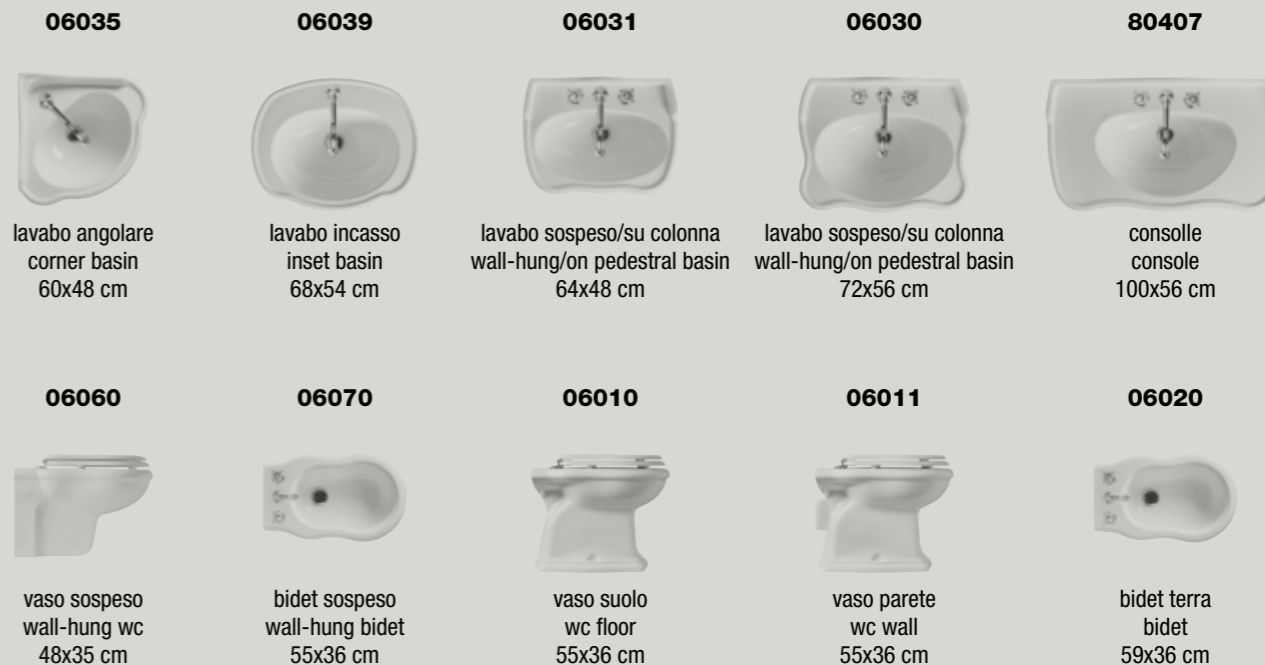 06035
lavabo angolare
corner basin
60x48 cm
06039
lavabo incasso
inset basin
68x54 cm
06031
lavabo sospeso/su colonna
wall-hung/on pedestral basin
64x48 cm
06030
lavabo sospeso/su colonna
wall-hung/on pedestral basin
72x56 cm
80407
consolle
console
100x56 cm
06060
vaso sospeso
wall-hung wc
48x35 cm
06070
bidet sospeso
wall-hung bidet
55x36 cm
06010
vaso suolo
wc floor
55x36 cm
06011
vaso parete
wc wall
55x36 cm
06020
bidet terra
bidet
59x36 cm